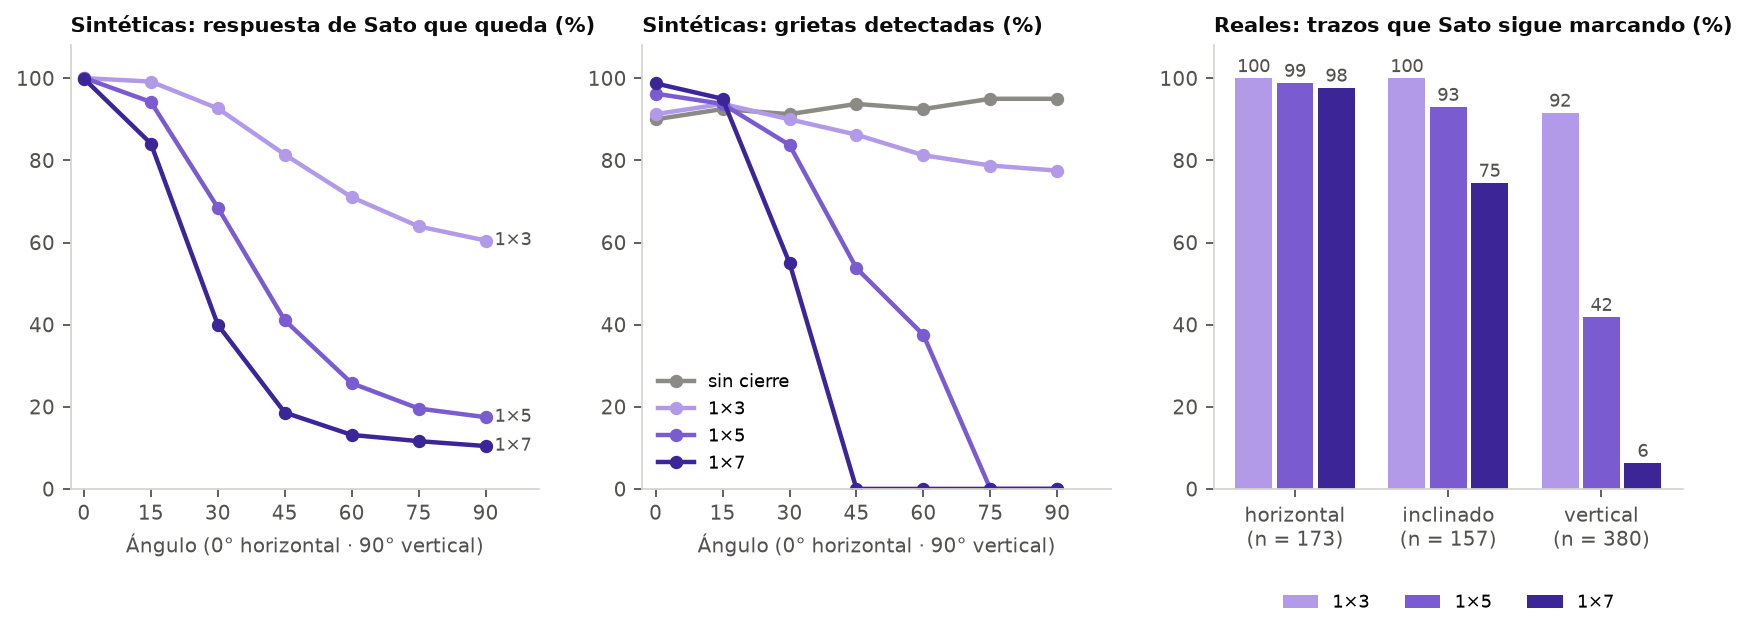 Sintéticas: respuesta de Sato que queda (%)
100
80
60
40
20
0
1×3
1×5
1×7
0 15 30 45 60 75 90
Ángulo (0° horizontal · 90° vertical)
Sintéticas: grietas detectadas (%)
100
80
60
40
20
0
sin cierre
1×3
1×5
1×7
0 15 30 45 60 75 90
Ángulo (0° horizontal · 90° vertical)
Reales: trazos que Sato sigue marcando (%)
100
80
60
40
20
0
100 99 98
100 93 75
92 42 6
horizontal
(n = 173)
inclinado
(n = 157)
vertical
(n = 380)
1×3 1×5 1×7